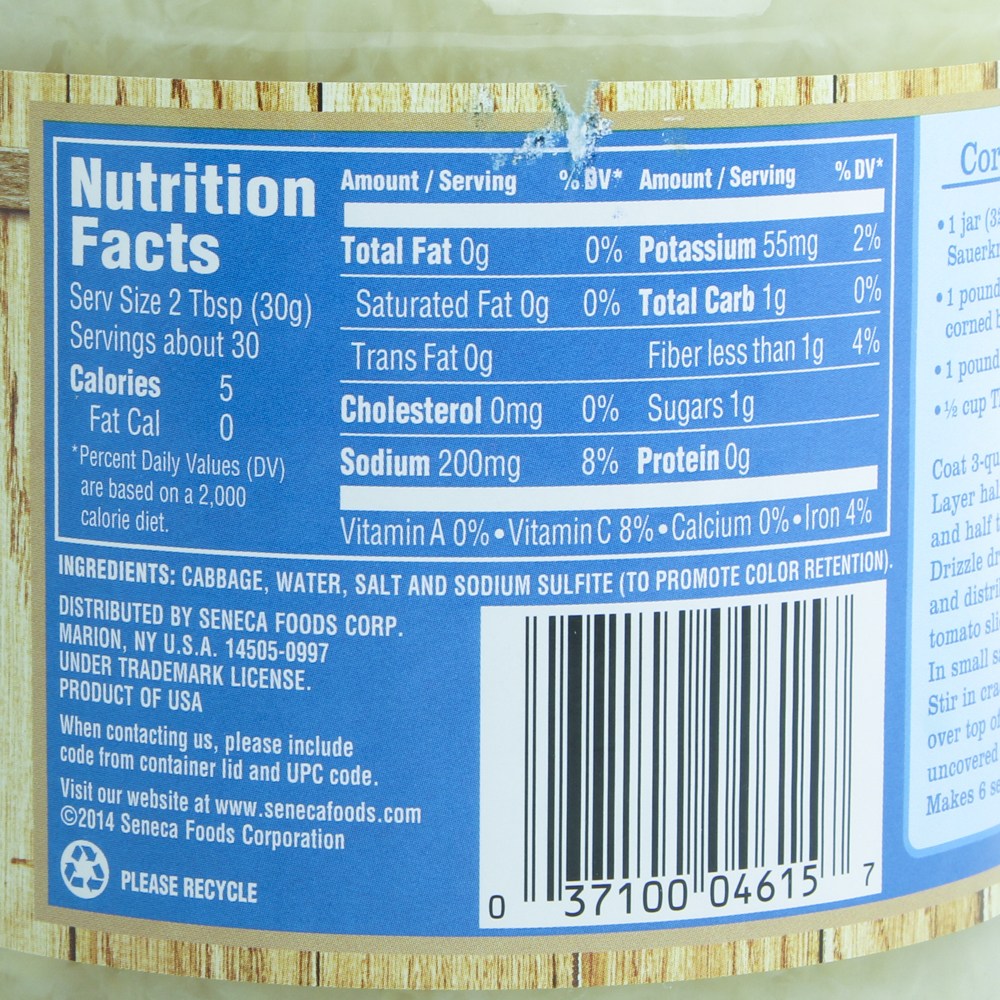 Nutrition
Facts
Serv Size 2 Tbsp (30g)
Servings about 30
Calories 5
Fat Cal 0
*Percent Daily Values (DV)
are based on a 2,000
calorie diet.
Amount / Serving % DV* Amount / Serving % DV*
Total Fat 0g 0% Potassium 55mg 2%
Saturated Fat 0g 0% Total Carb 1g 0%
Trans Fat 0g Fiber less than 1g 4%
Cholesterol 0mg 0% Sugars 1g
Sodium 200mg 8% Protein 0g
Vitamin A 0% • Vitamin C 8% • Calcium 0% • Iron 4%
INGREDIENTS: CABBAGE, WATER, SALT AND SODIUM SULFITE (TO PROMOTE COLOR RETENTION).
DISTRIBUTED BY SENECA FOODS CORP.
MARION, NY U.S.A. 14505-0997
UNDER TRADEMARK LICENSE.
PRODUCT OF USA
When contacting us, please include
code from container lid and UPC code.
Visit our website at www.senecafoods.com
©2014 Seneca Foods Corporation
PLEASE RECYCLE
0 37100 04615 7
Cor
• 1 jar (3
Sauerk
• 1 pound
corned
• 1 pound
• ½ cup T
Coat 3-qu
Layer hal
and half
Drizzle dr
and distri
tomato sli
In small s
Stir in cra
over top o
uncovered
Makes 6 se